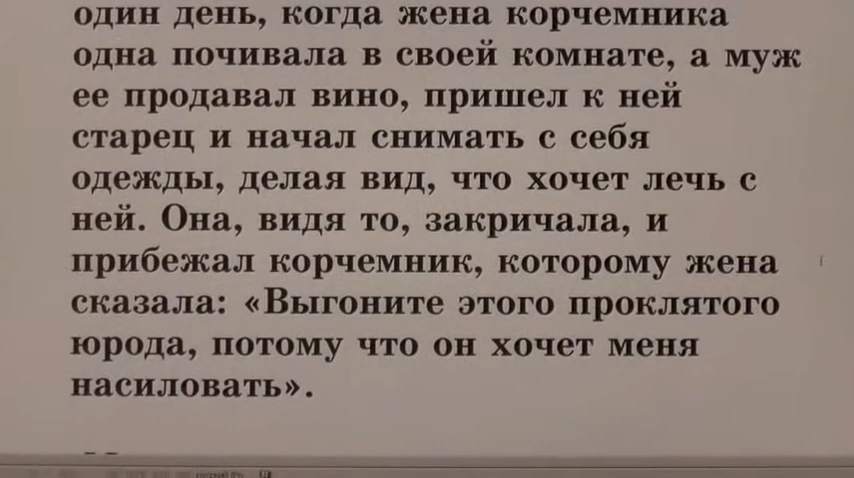 один день, когда жена корчемника
одна почивала в своей комнате, а муж
ее продавал вино, пришел к ней
старец и начал снимать с себя
одежды, делая вид, что хочет лечь с
ней. Она, видя то, закричала, и
прибежал корчемник, которому жена
сказала: «Выгоните этого проклятого
юрода, потому что он хочет меня
насиловать».